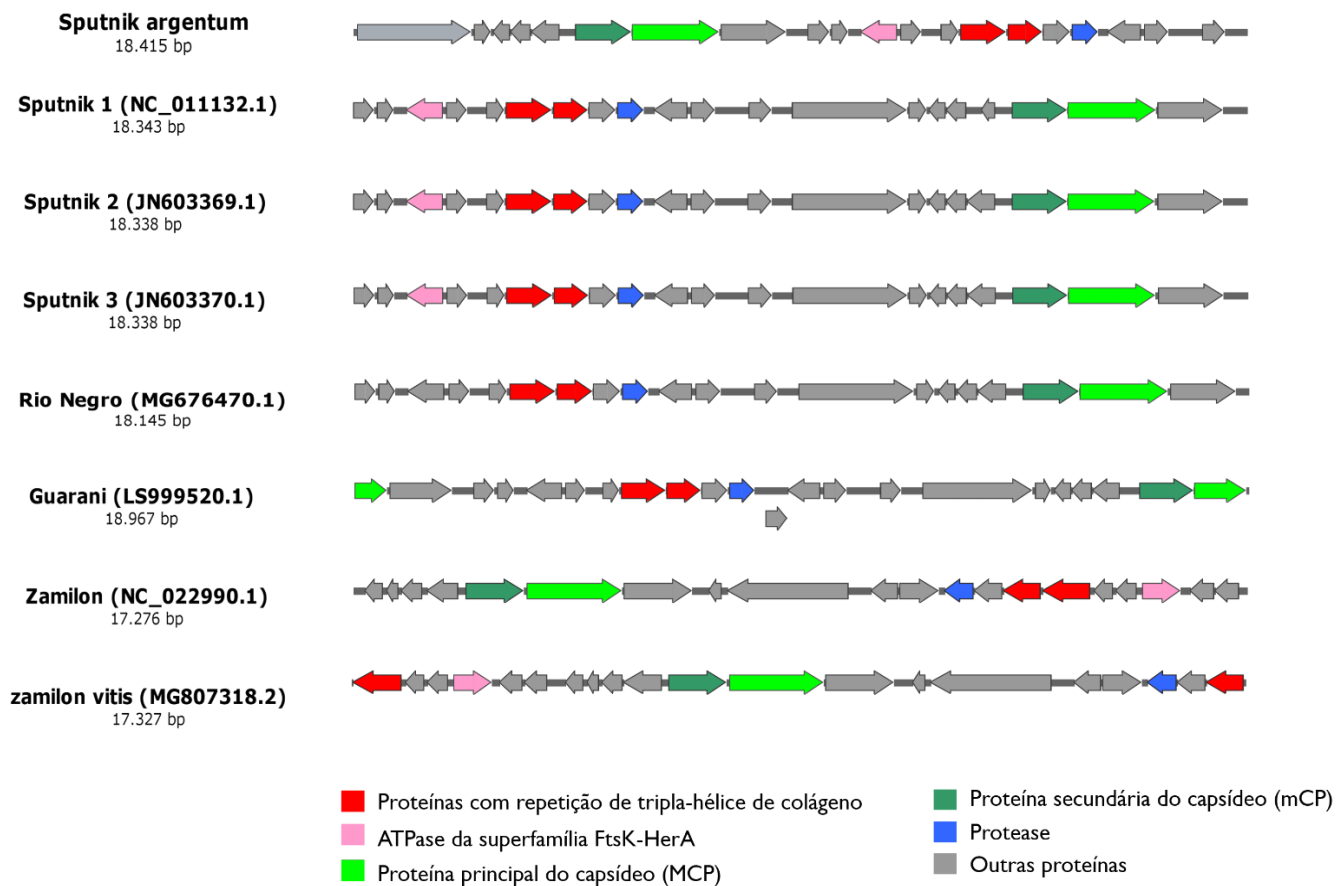 Sputnik argentum
18.415 bp
Sputnik 1 (NC_011132.1)
18.343 bp
Sputnik 2 (JN603369.1)
18.338 bp
Sputnik 3 (JN603370.1)
18.338 bp
Rio Negro (MG676470.1)
18.145 bp
Guarani (LS999520.1)
18.967 bp
Zamilon (NC_022990.1)
17.276 bp
zamilon vitis (MG807318.2)
17.327 bp
Proteínas com repetição de tripla-hélice de colágeno
ATPase da superfamília FtsK-HerA
Proteína principal do capsídeo (MCP)
Proteína secundária do capsídeo (mCP)
Protease
Outras proteínas